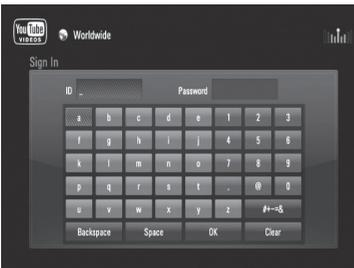 You Tube
VIDEOS
Worldwide
Sign In
ID _ Password
a b c d e 1 2 3
f g h i j 4 5 6
k l m n o 7 8 9
p q r s t . @ 0
u v w x y z #+-=&
Backspace Space OK Clear